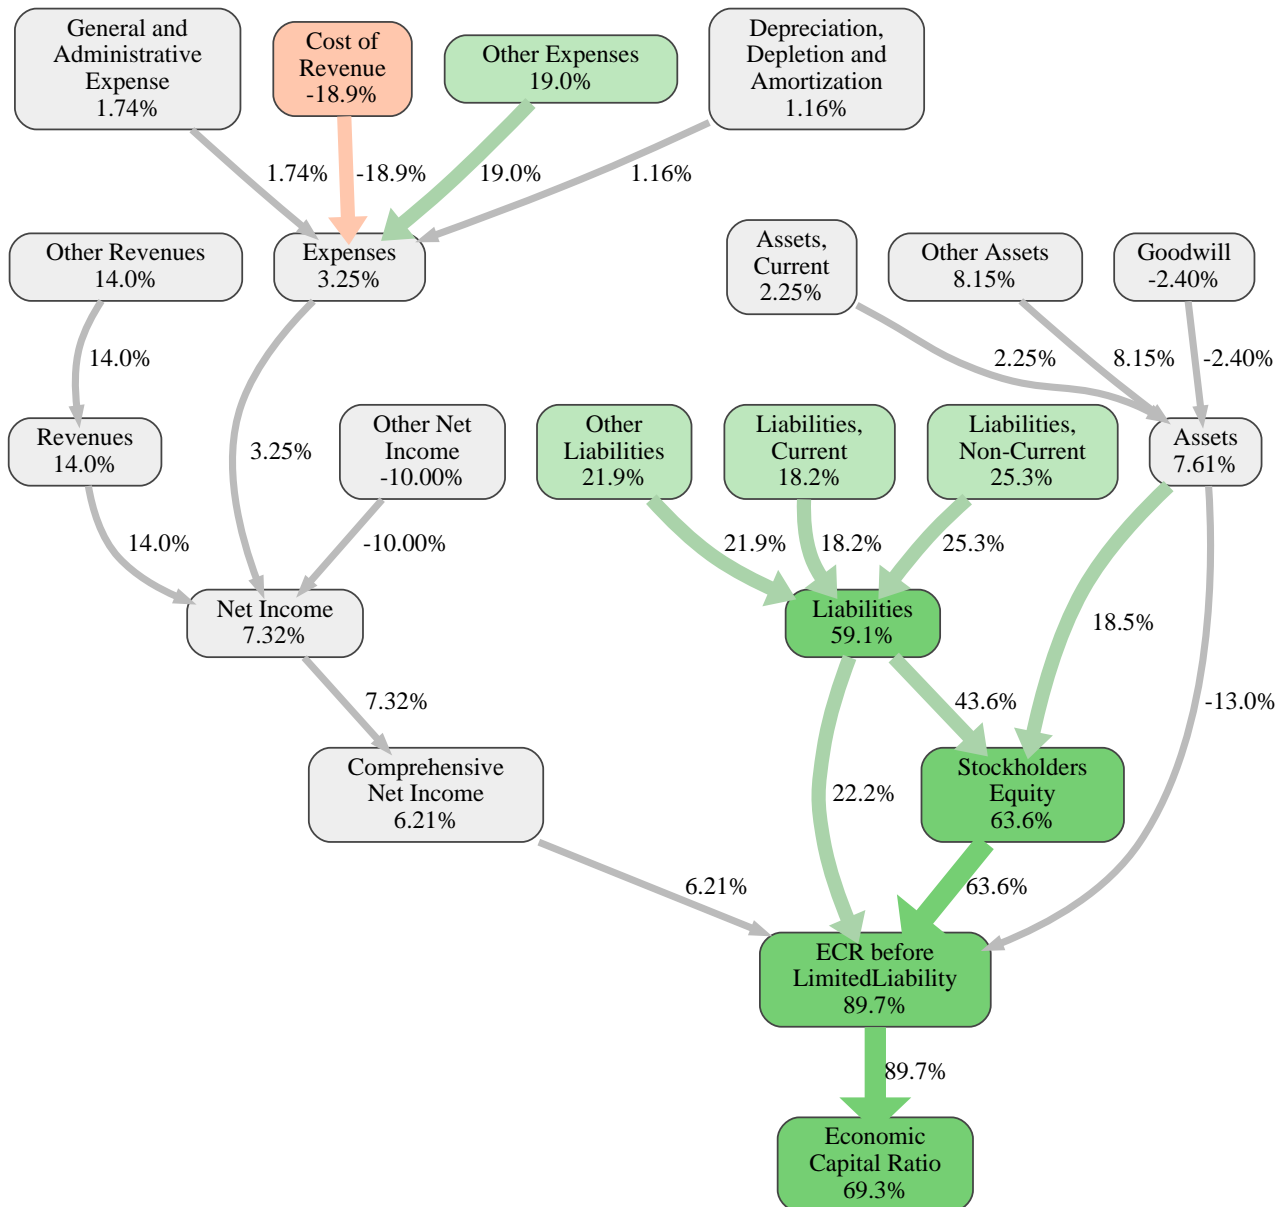 General and
Administrative
Expense
1.74%
Cost of
Revenue
-18.9%
Other Expenses
19.0%
Depreciation,
Depletion and
Amortization
1.16%
1.74%
-18.9%
19.0%
1.16%
Other Revenues
14.0%
Expenses
3.25%
Assets,
Current
2.25%
Other Assets
8.15%
Goodwill
-2.40%
14.0%
2.25%
8.15%
-2.40%
Revenues
14.0%
3.25%
Other Net
Income
-10.00%
Other
Liabilities
21.9%
Liabilities,
Current
18.2%
Liabilities,
Non-Current
25.3%
Assets
7.61%
14.0%
-10.00%
21.9%
18.2%
25.3%
Net Income
7.32%
Liabilities
59.1%
18.5%
7.32%
43.6%
-13.0%
Comprehensive
Net Income
6.21%
22.2%
Stockholders
Equity
63.6%
6.21%
63.6%
ECR before
LimitedLiability
89.7%
89.7%
Economic
Capital Ratio
69.3%